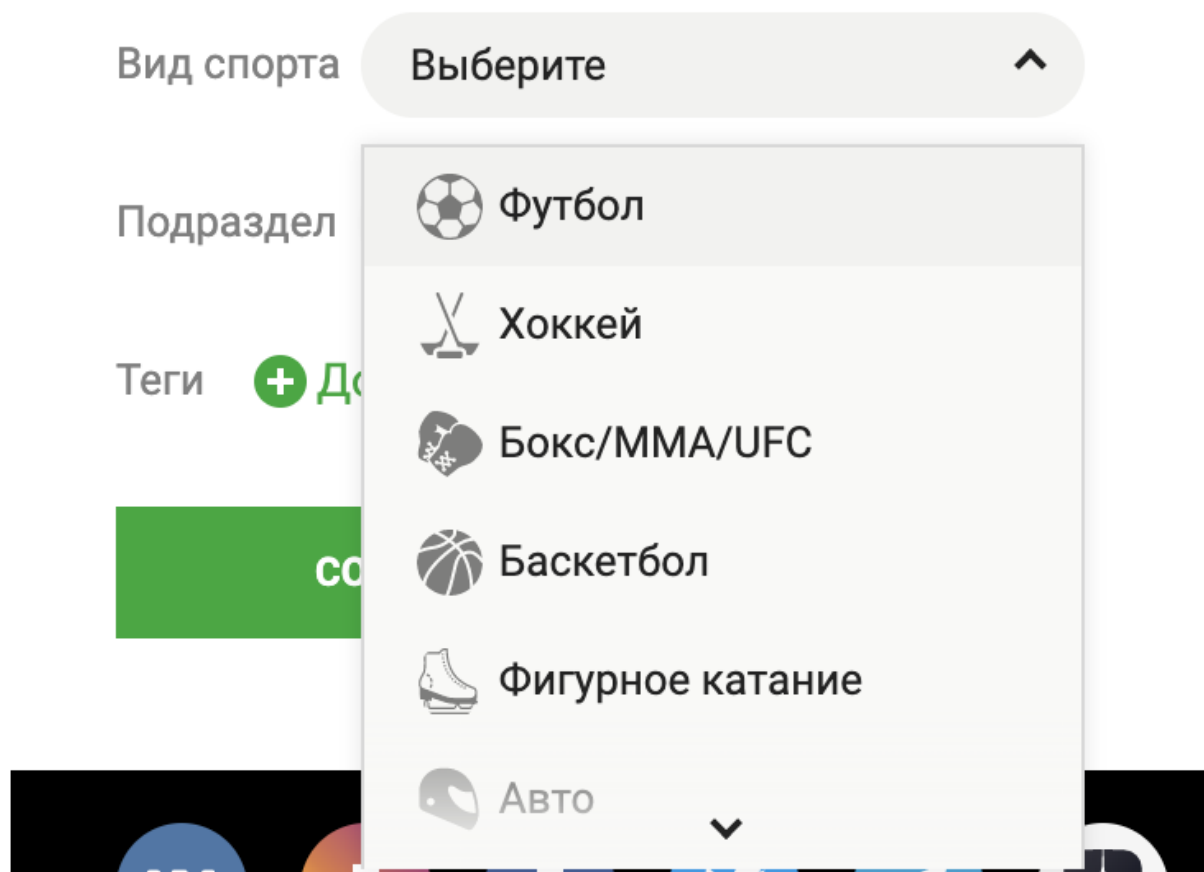 Вид спорта Выберите
Футбол
Подраздел
Хоккей
Теги
Бокс/MMA/UFC
Баскетбол
Фигурное катание
Авто